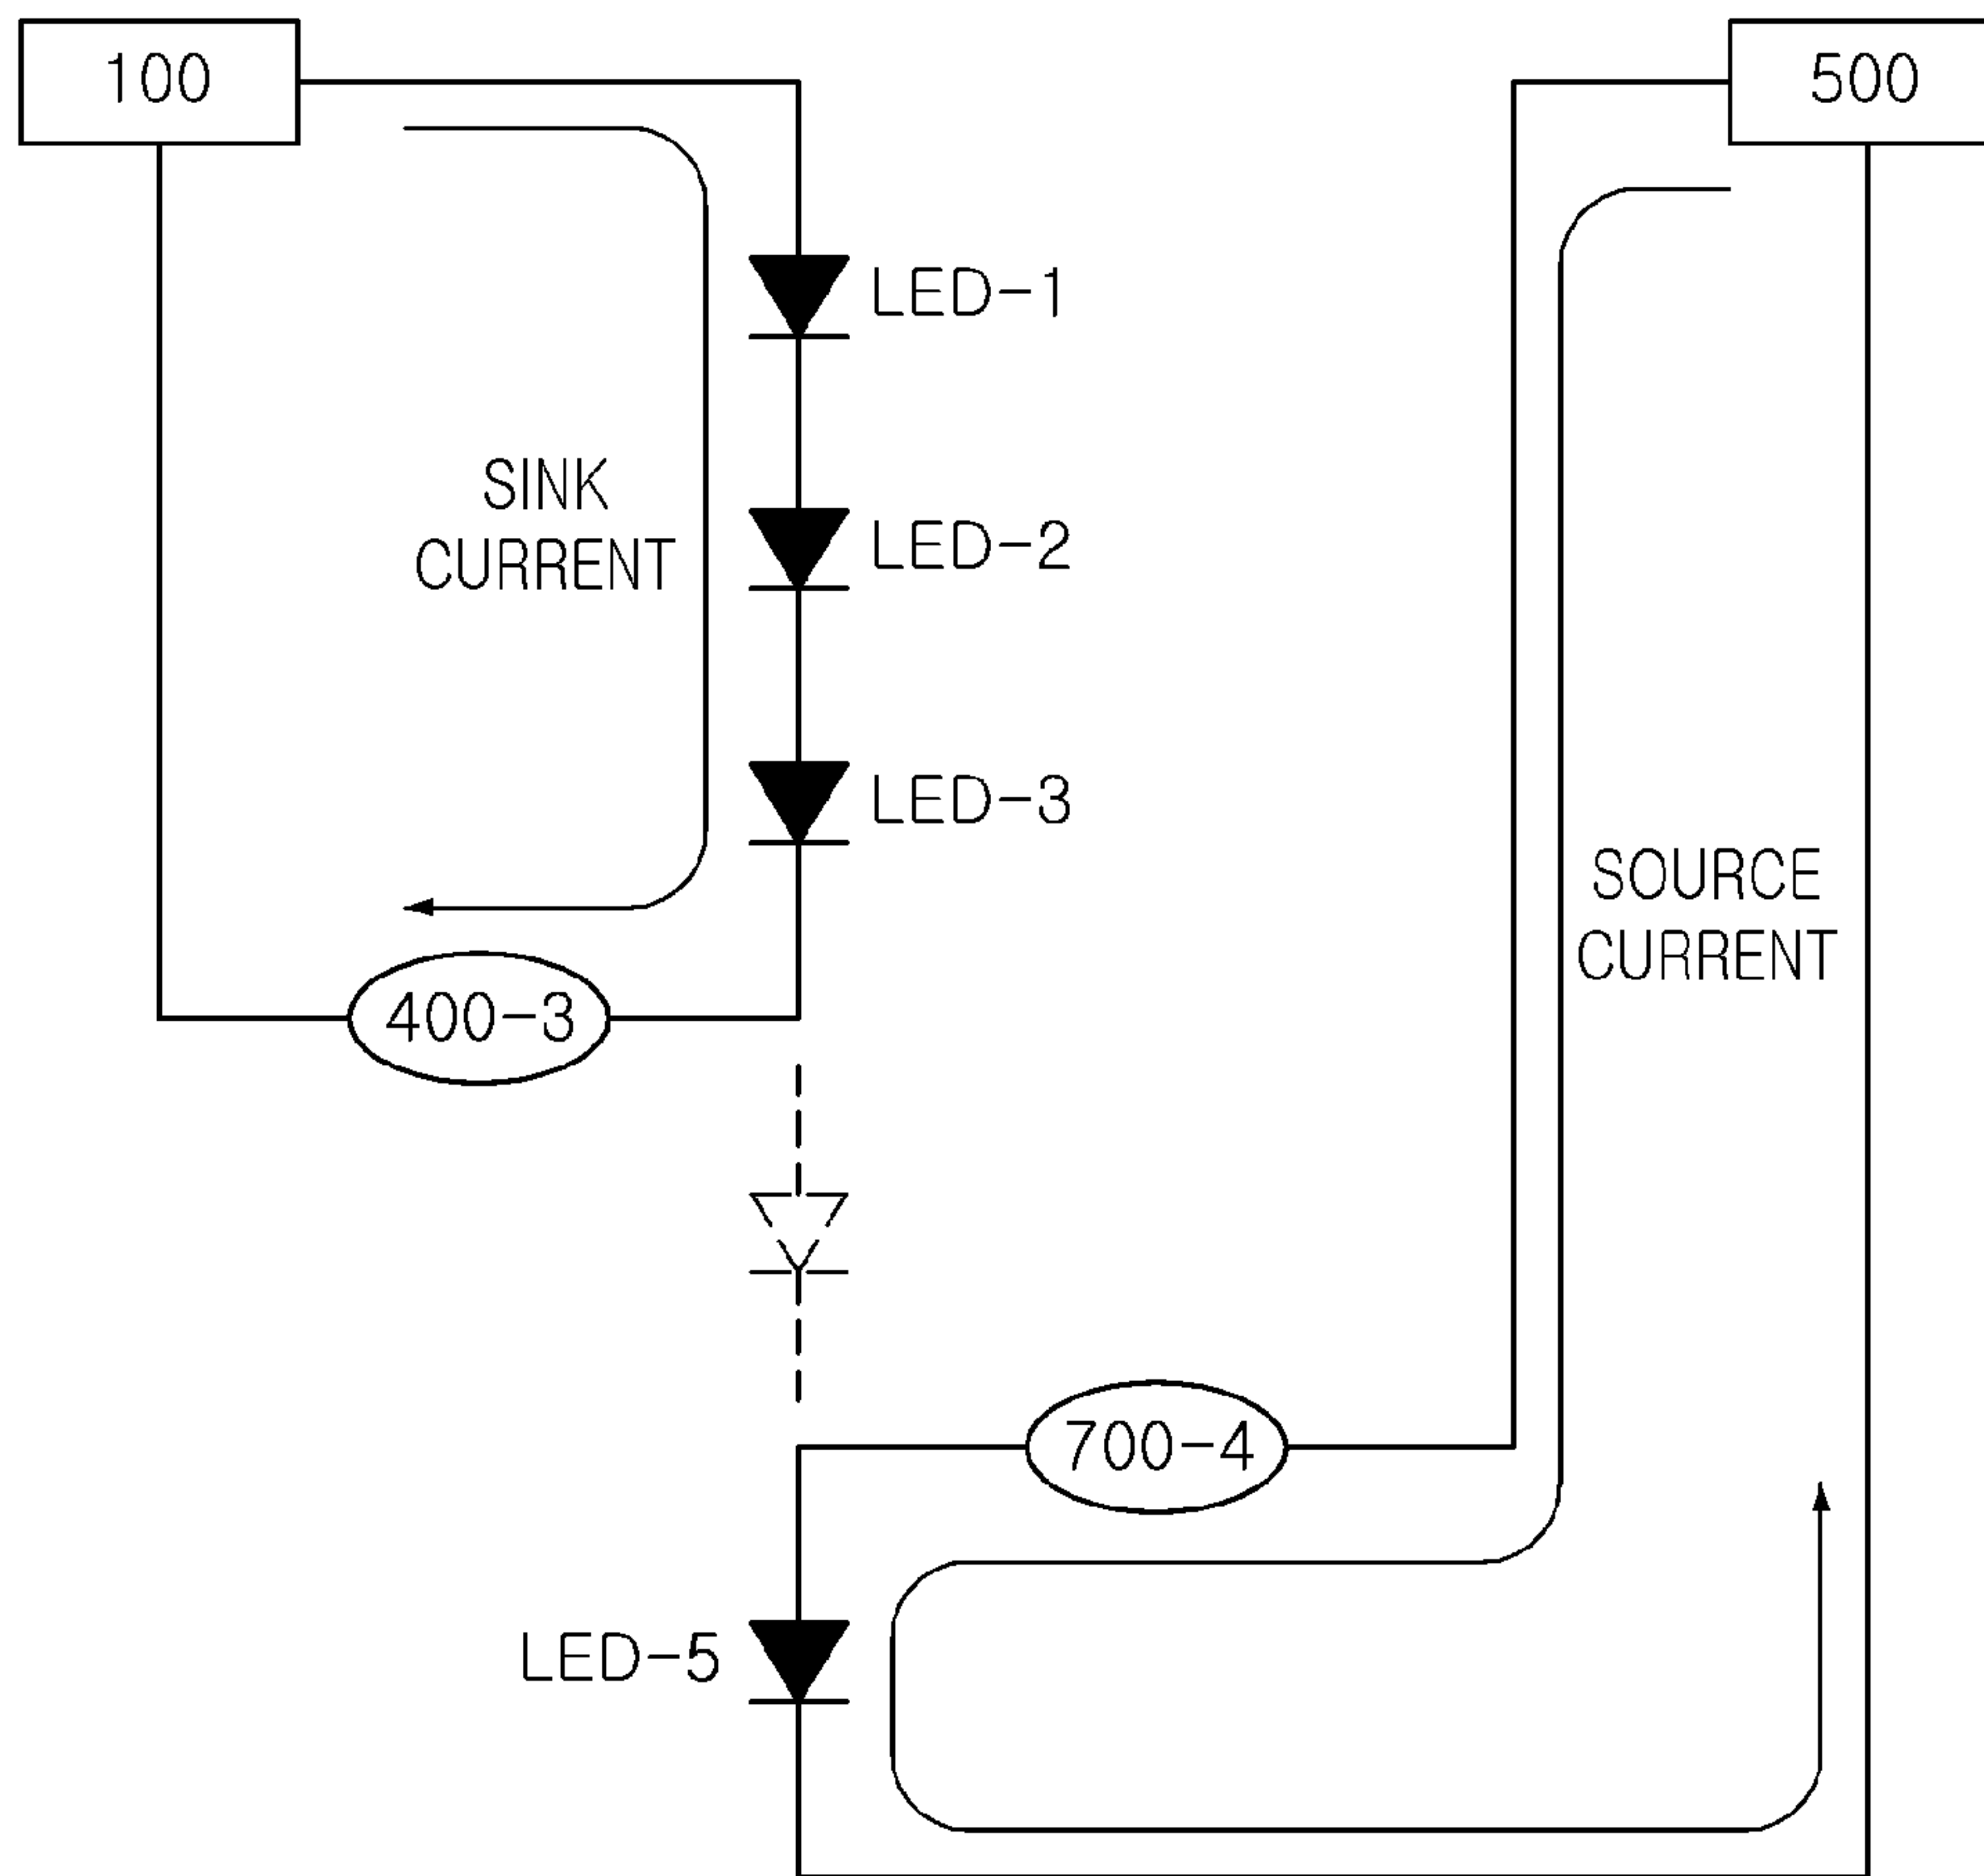 100
500
LED-1
SINK
CURRENT
LED-2
LED-3
SOURCE
CURRENT
400-3
700-4
LED-5